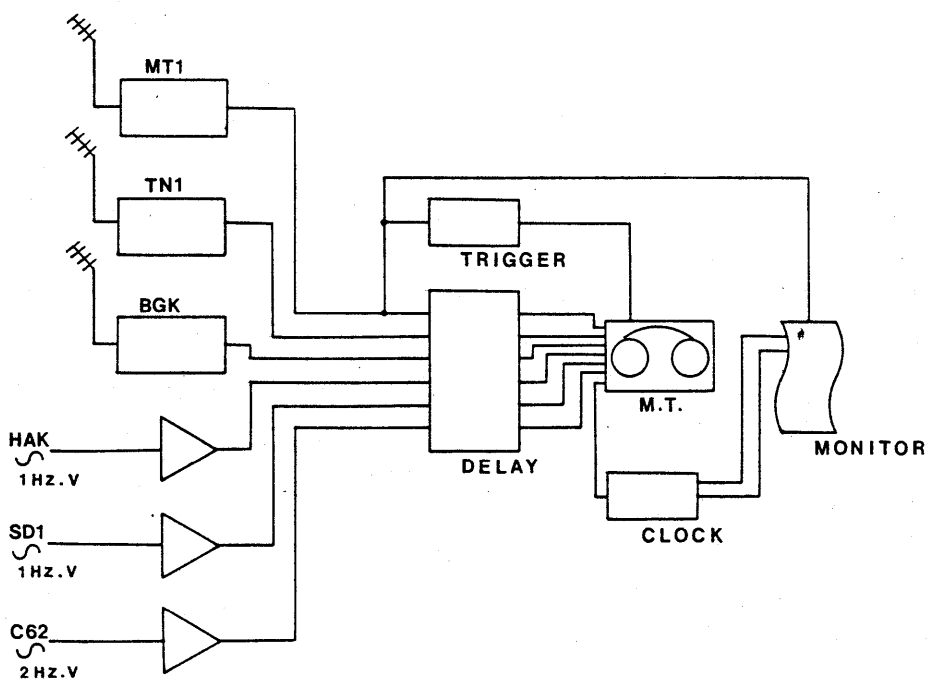 MT1
TN1
TRIGGER
BGK
M.T.
HAK
1Hz.V
DELAY
MONITOR
SD1
1Hz.V
CLOCK
C62
2Hz.V